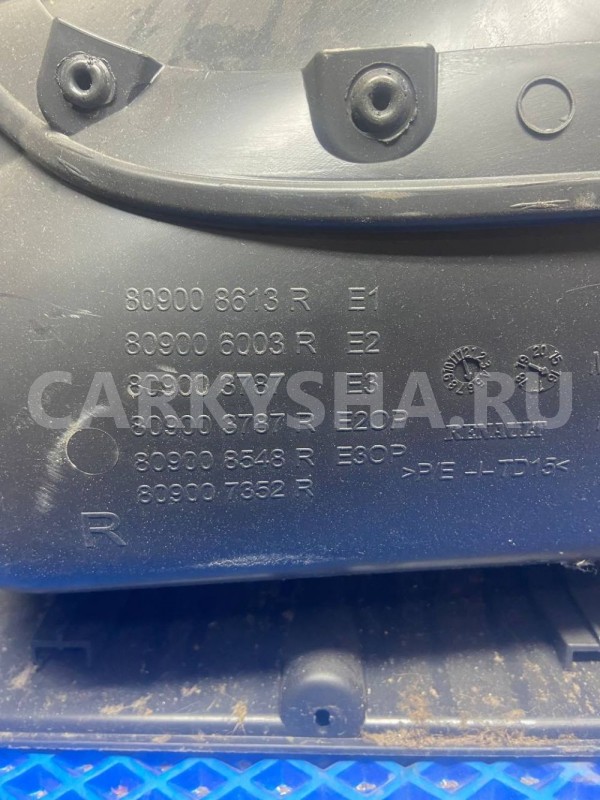 80900 8613 R E1
80900 6003 R E2
80900 3787 E3
80900 3787 R E2OP
80900 8548 R E3OP
80900 7352 R
R
RENAULT
CARKYSHA.RU